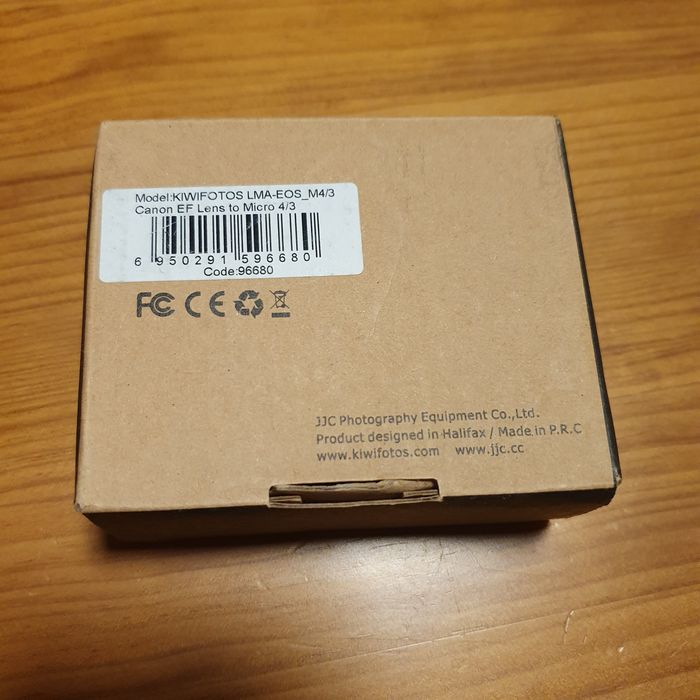 Model:KIWIFOTOS LMA-EOS_M4/3
Canon EF Lens to Micro 4/3
6 950291 596680
Code:96680
FC CE
JJC Photography Equipment Co.,Ltd.
Product designed in Halifax / Made in P.R.C
www.kiwifotos.com www.jjc.cc